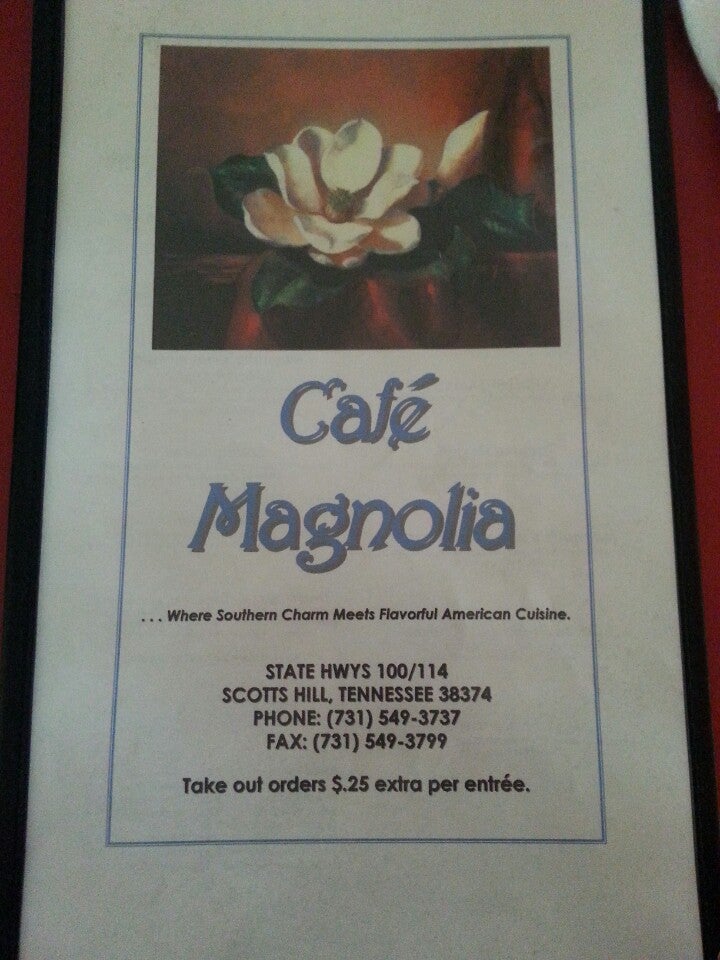 Café
Magnolia
. . . Where Southern Charm Meets Flavorful American Cuisine.
STATE HWYS 100/114
SCOTTS HILL, TENNESSEE 38374
PHONE: (731) 549-3737
FAX: (731) 549-3799
Take out orders $.25 extra per entrée.